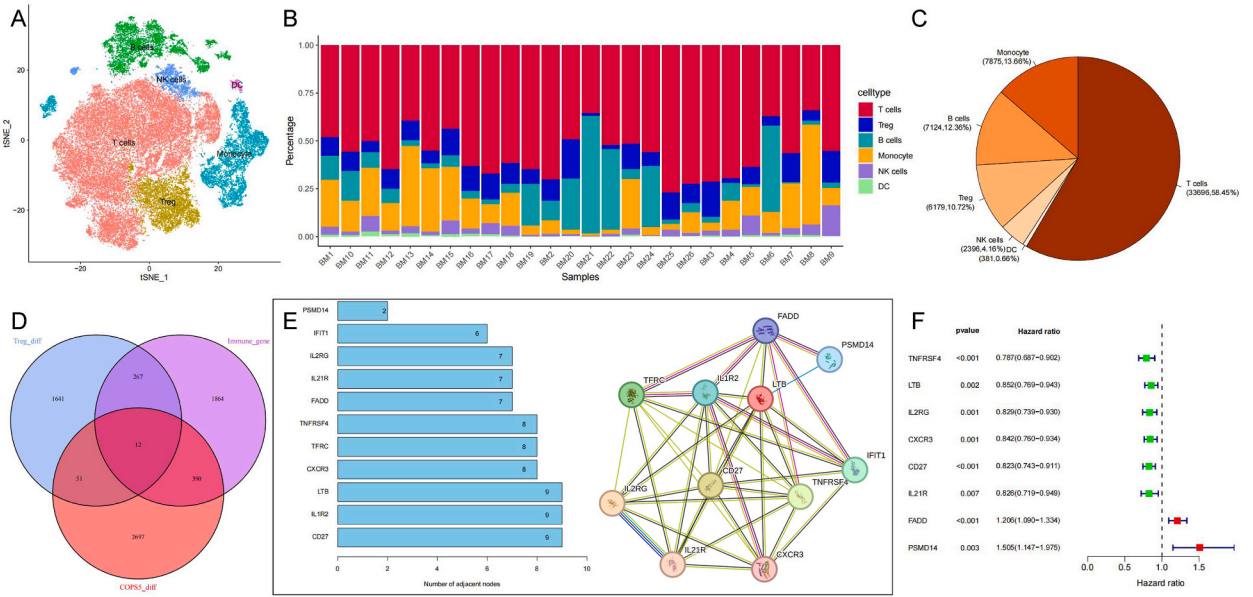 A
B cells
NK cells
DC
T cells
Monocyte
Treg
20
0
−20
tSNE_2
−20
0
20
tSNE_1
B
1.00
0.75
0.50
0.25
0.00
Percentage
BM1
BM10
BM11
BM12
BM13
BM14
BM15
BM16
BM17
BM18
BM19
BM2
BM20
BM21
BM22
BM23
BM24
BM25
BM26
BM3
BM4
BM5
BM6
BM7
BM8
BM9
Samples
celltype
T cells
Treg
B cells
Monocyte
NK cells
DC
C
Monocyte
(7875,13.66%)
B cells
(7124,12.36%)
Treg
(6179,10.72%)
NK cells
(2396,4.16%)
DC
(381,0.66%)
T cells
(33696,58.45%)
D
Treg_diff
Immune_gene
267
1641
1864
12
51
390
2697
COPS5_diff
E
PSMD14
2
IFIT1
6
IL2RG
7
IL21R
7
FADD
7
TNFRSF4
8
TFRC
8
CXCR3
8
LTB
9
IL1R2
9
CD27
9
0
2
4
6
8
10
Number of adjacent nodes
FADD
PSMD14
TFRC
IL1R2
LTB
IFIT1
CD27
TNFRSF4
IL2RG
IL21R
CXCR3
F
pvalue Hazard ratio
TNFRSF4 <0.001 0.787(0.687−0.902)
LTB 0.002 0.852(0.769−0.943)
IL2RG 0.001 0.829(0.739−0.930)
CXCR3 0.001 0.842(0.760−0.934)
CD27 <0.001 0.823(0.743−0.911)
IL21R 0.007 0.826(0.719−0.949)
FADD <0.001 1.206(1.090−1.334)
PSMD14 0.003 1.505(1.147−1.975)
0.0 0.5 1.0 1.5
Hazard ratio